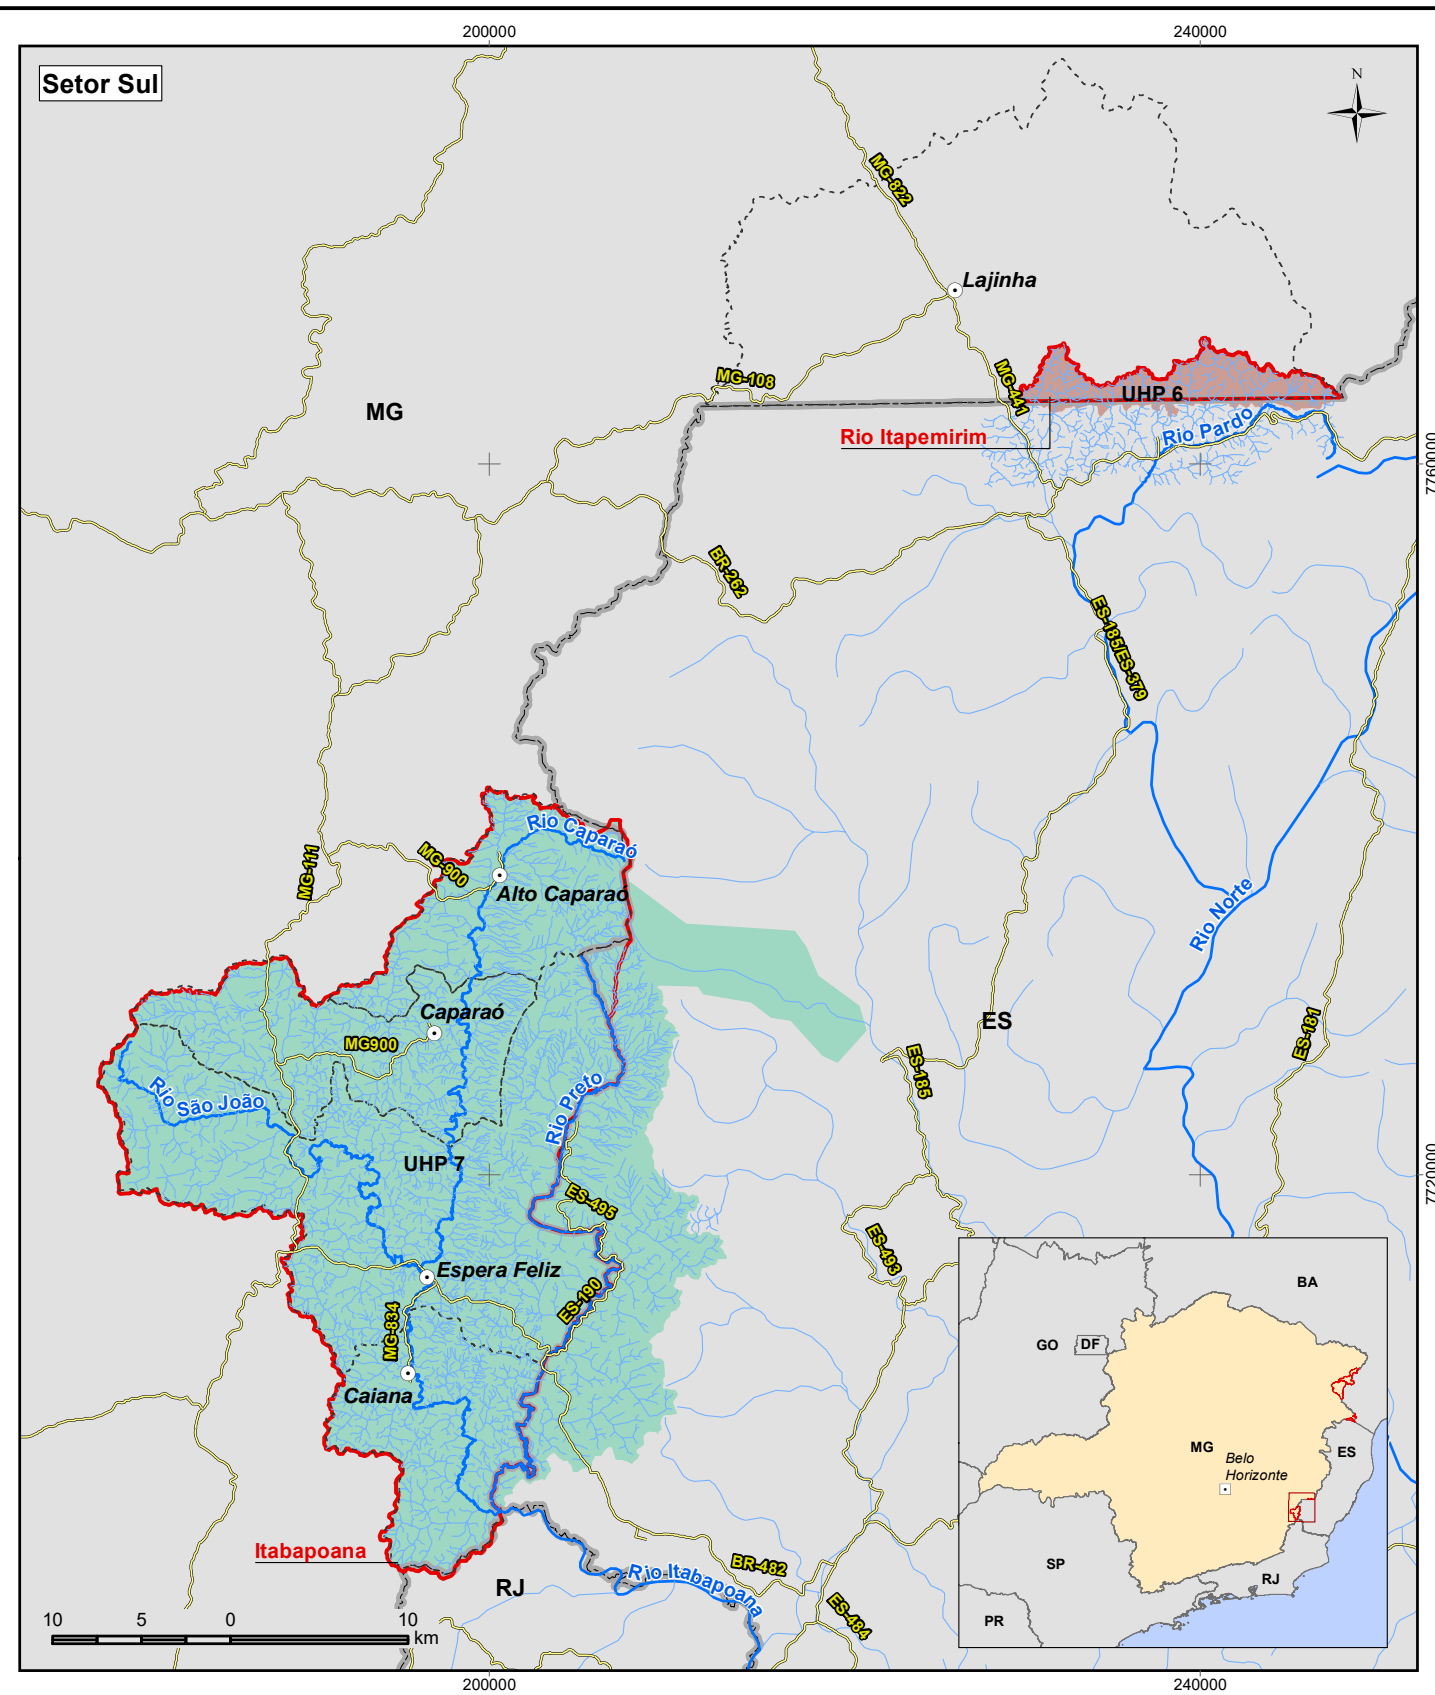 200000
240000
Setor Sul
N
MG-822
Lajinha
MG-108
MG-441
UHP 6
MG
Rio Pardo
Rio Itapemirim
7760000
BR-262
ES-185/ES-379
Rio Caparaó
MG-111
MG-900
Alto Caparaó
Rio Norte
Caparaó
ES
MG900
ES-181
ES-185
Rio
São João
Rio Preto
UHP 7
7720000
ES-495
ES-493
Espera Feliz
ES-190
MG-834
Caiana
BA
GO
DF
MG
Belo
Horizonte
ES
SP
RJ
PR
Itabapoana
RJ
BR-482
Rio Itabapoana
ES-484
10
5
0
10
km
200000
240000